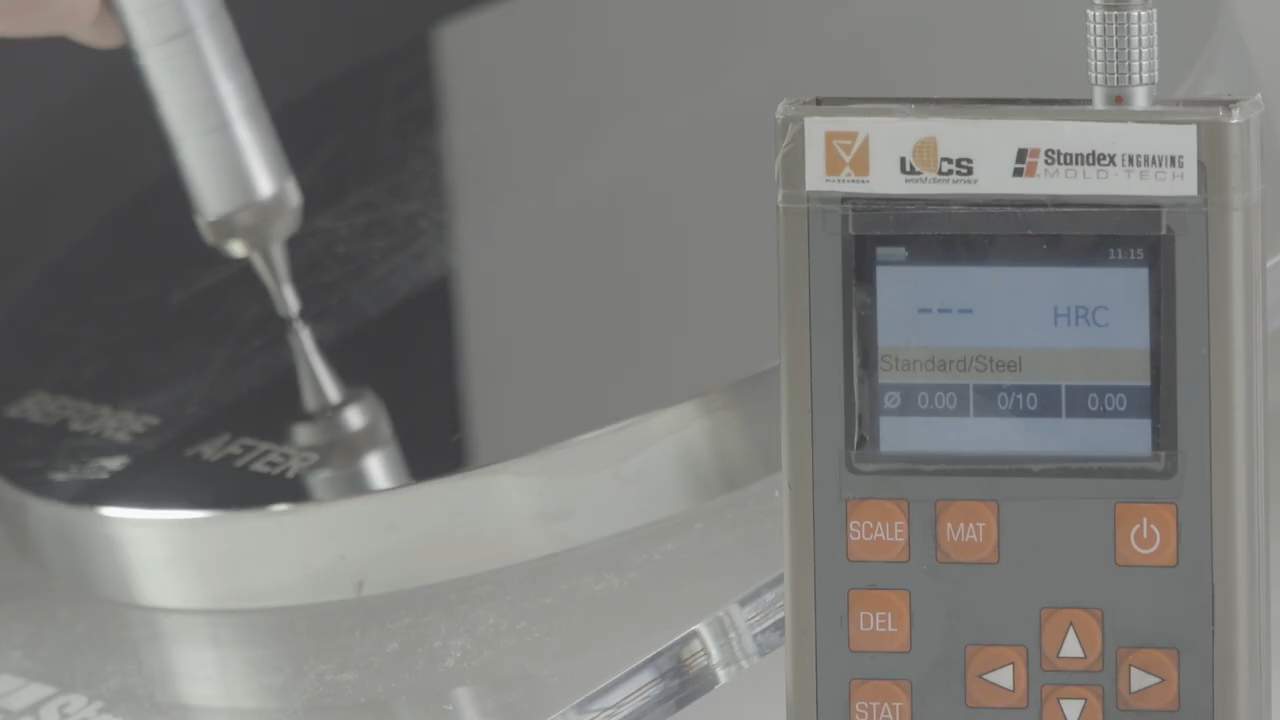 WCS
world client service
Standex ENGRAVING
MOLD-TECH
11:15
--- HRC
Standard/Steel
Ø 0.00 0/10 0.00
SCALE MAT
DEL
STAT
BEFORE
AFTER